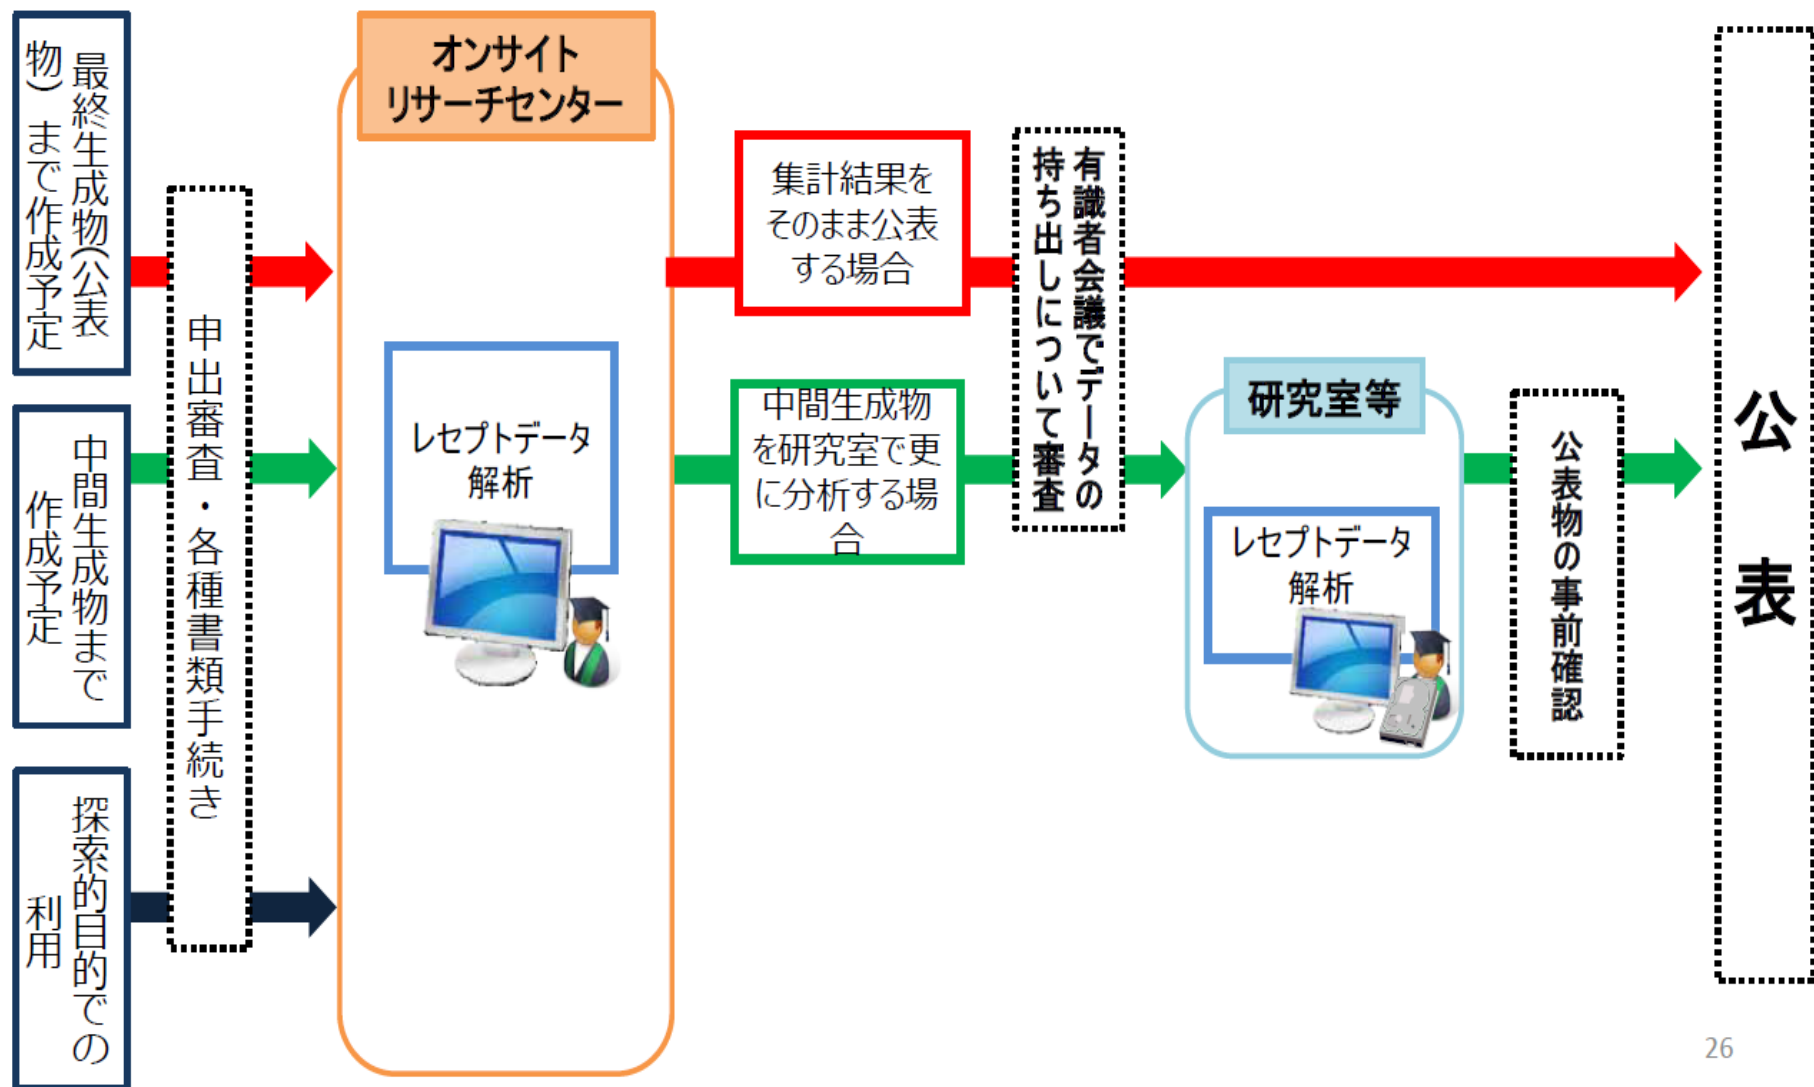 最終生成物(公表
物)まで作成予定
中間生成物まで
作成予定
探索的目的での
利用
申出審査・各種書類手続き
オンサイト
リサーチセンター
レセプトデータ
解析
集計結果を
そのまま公表
する場合
中間生成物
を研究室で更
に分析する場
合
有識者会議でデータの
持ち出しについて審査
研究室等
レセプトデータ
解析
公表物の事前確認
公表
26